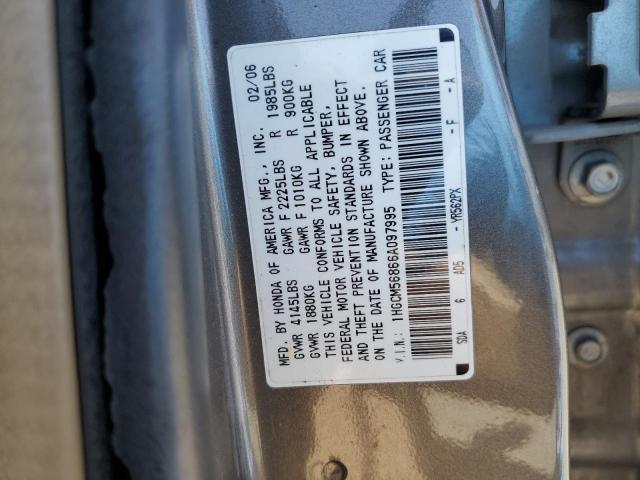 MFD. BY HONDA OF AMERICA MFG., INC. 02/06
GVWR 4145LBS GAWR F 2225LBS R 1985LBS
GVWR 1880KG GAWR F 1010KG R 900KG
THIS VEHICLE CONFORMS TO ALL APPLICABLE
FEDERAL MOTOR VEHICLE SAFETY, BUMPER,
AND THEFT PREVENTION STANDARDS IN EFFECT
ON THE DATE OF MANUFACTURE SHOWN ABOVE.
V.I.N.: 1HGCM56866A097995 TYPE: PASSENGER CAR
SDA 6 AD5 - YR562PX - F - A